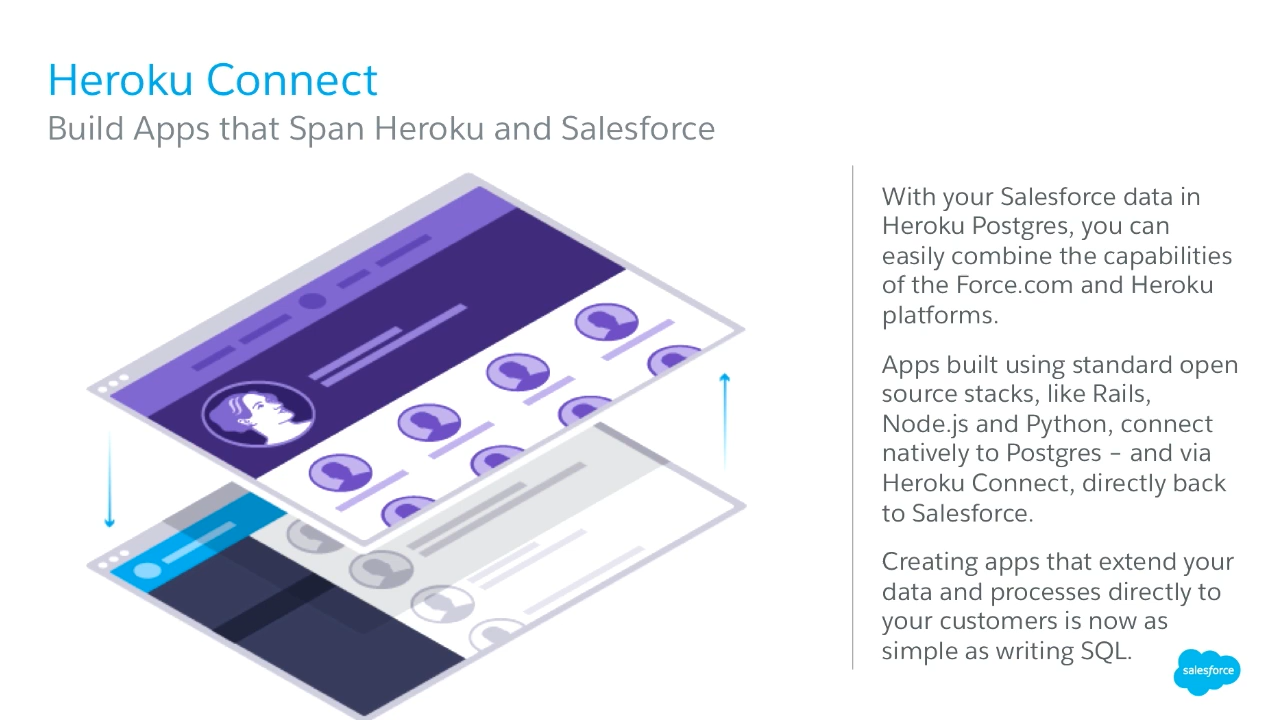 Heroku Connect
Build Apps that Span Heroku and Salesforce
With your Salesforce data in
Heroku Postgres, you can
easily combine the capabilities
of the Force.com and Heroku
platforms.
Apps built using standard open
source stacks, like Rails,
Node.js and Python, connect
natively to Postgres – and via
Heroku Connect, directly back
to Salesforce.
Creating apps that extend your
data and processes directly to
your customers is now as
simple as writing SQL.
salesforce